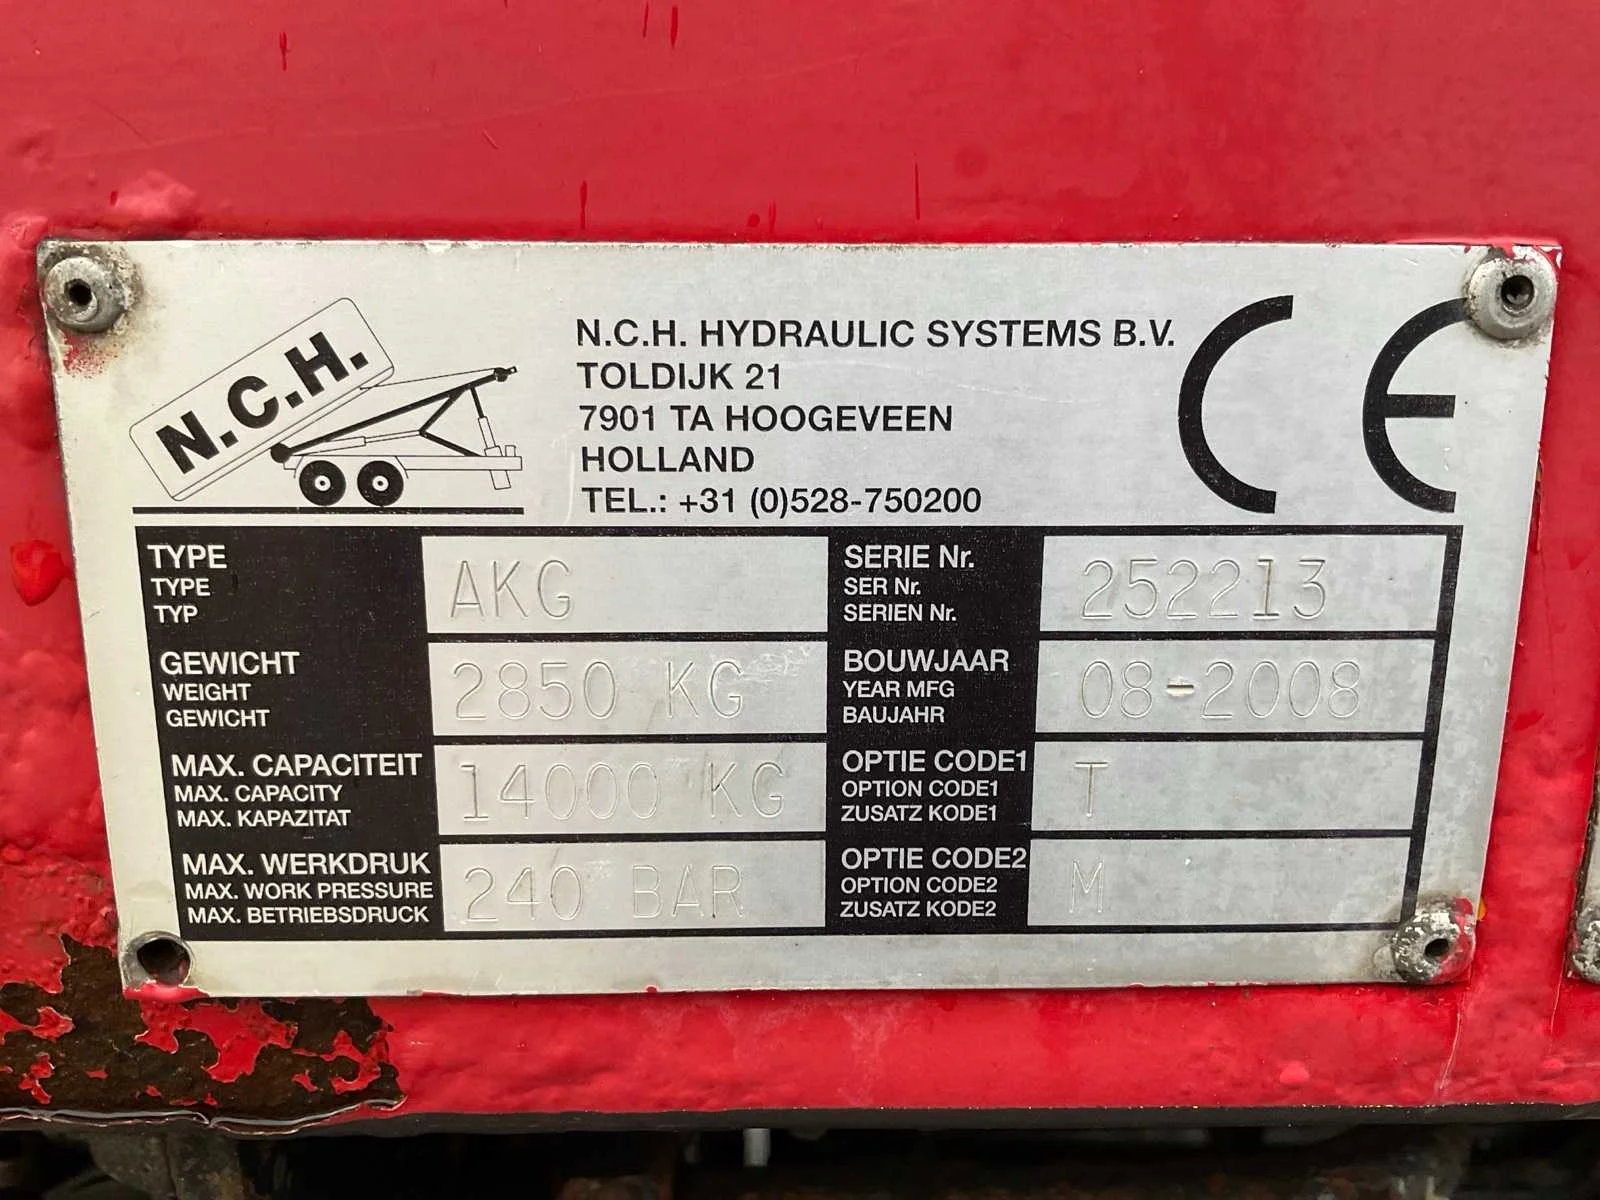 N.C.H.
N.C.H. HYDRAULIC SYSTEMS B.V.
TOLDIJK 21
7901 TA HOOGEVEEN
HOLLAND
TEL.: +31 (0)528-750200
CE
TYPE
TYPE
TYP
AKG
SERIE Nr.
SER Nr.
SERIEN Nr.
252213
GEWICHT
WEIGHT
GEWICHT
2850 KG
BOUWJAAR
YEAR MFG
BAUJAHR
08-2008
MAX. CAPACITEIT
MAX. CAPACITY
MAX. KAPAZITAT
14000 KG
OPTIE CODE1
OPTION CODE1
ZUSATZ KODE1
T
MAX. WERKDRUK
MAX. WORK PRESSURE
MAX. BETRIEBSDRUCK
240 BAR
OPTIE CODE2
OPTION CODE2
ZUSATZ KODE2
M